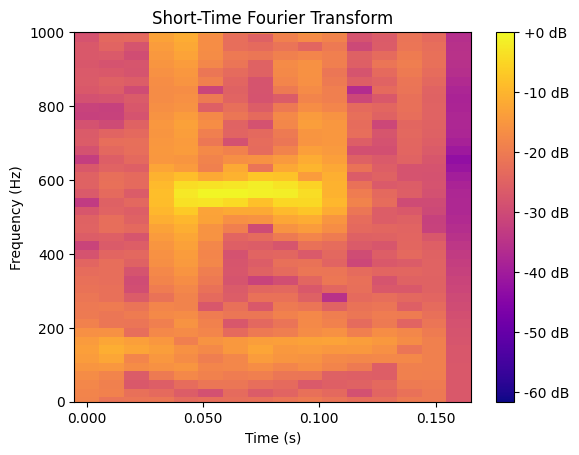 Short-Time Fourier Transform
1000
800
600
400
200
0
Frequency (Hz)
0.000
0.050
0.100
0.150
Time (s)
+0 dB
-10 dB
-20 dB
-30 dB
-40 dB
-50 dB
-60 dB